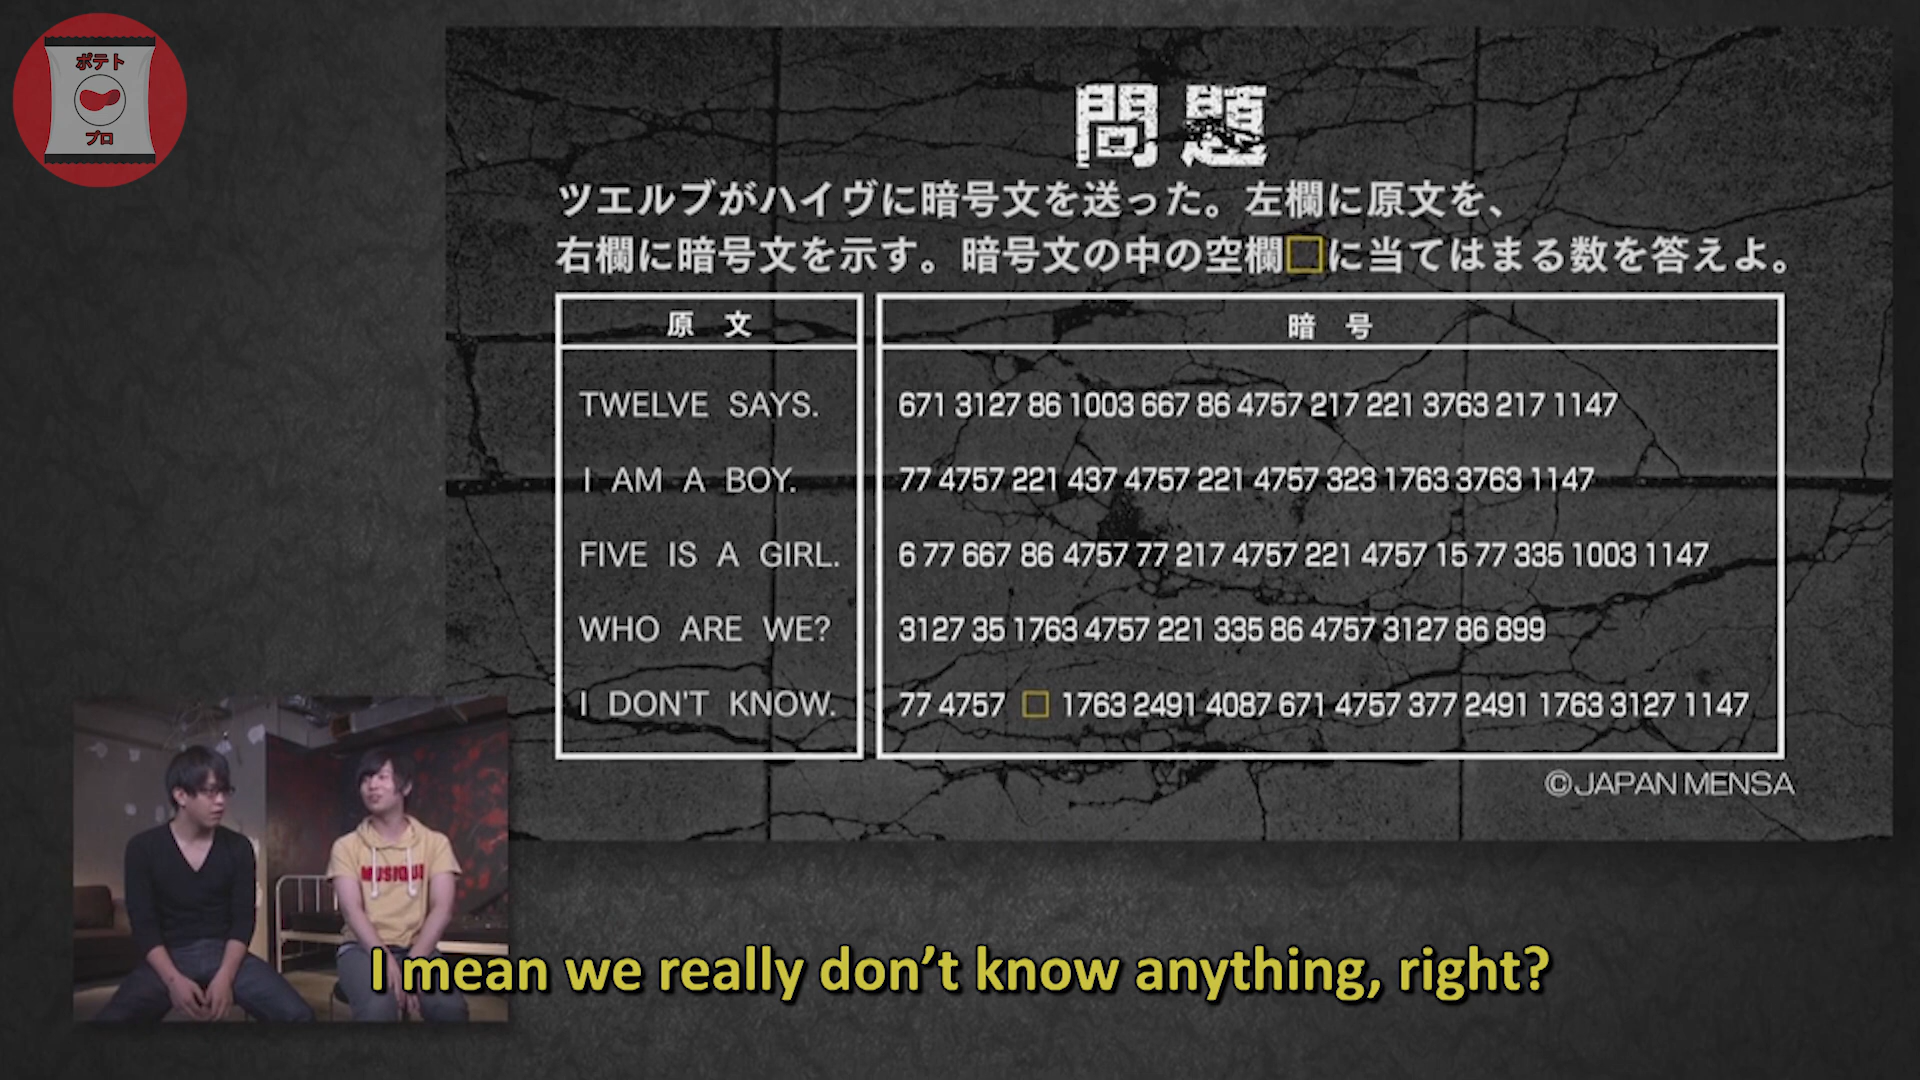 ポテト
プロ
問題
ツエルブがハイヴに暗号文を送った。左欄に原文を、
右欄に暗号文を示す。暗号文の中の空欄□に当てはまる数を答えよ。
原 文
暗 号
TWELVE SAYS.
671 3127 86 1003 667 86 4757 217 221 3763 217 1147
I AM A BOY.
77 4757 221 437 4757 221 4757 323 1763 3763 1147
FIVE IS A GIRL.
6 77 667 86 4757 77 217 4757 221 4757 15 77 335 1003 1147
WHO ARE WE?
3127 35 1763 4757 221 335 86 4757 3127 86 899
I DON'T KNOW.
77 4757 □ 1763 2491 4087 671 4757 377 2491 1763 3127 1147
©JAPAN MENSA
MUSIQUE
I mean we really don’t know anything, right?